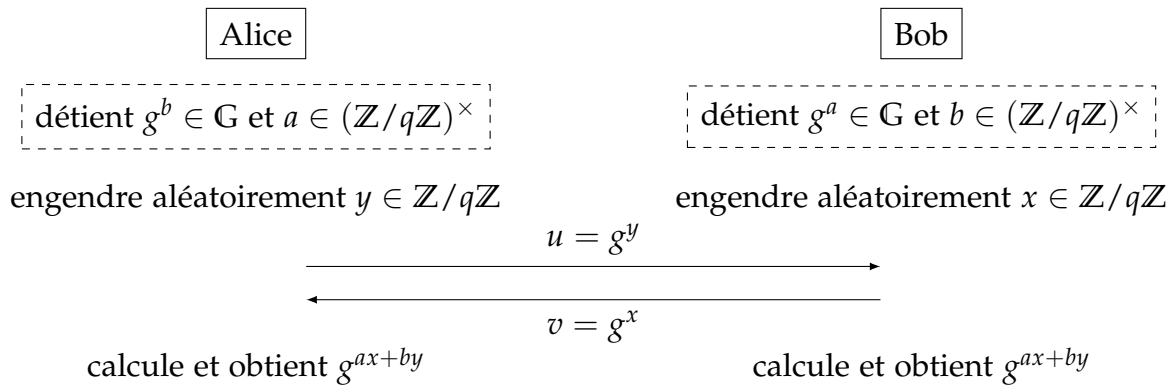 Alice
Bob
détient g^b ∈ 𝔾 et a ∈ (ℤ/qℤ)^×
détient g^a ∈ 𝔾 et b ∈ (ℤ/qℤ)^×
engendre aléatoirement y ∈ ℤ/qℤ
engendre aléatoirement x ∈ ℤ/qℤ
u = g^y
v = g^x
calcule et obtient g^{ax+by}
calcule et obtient g^{ax+by}